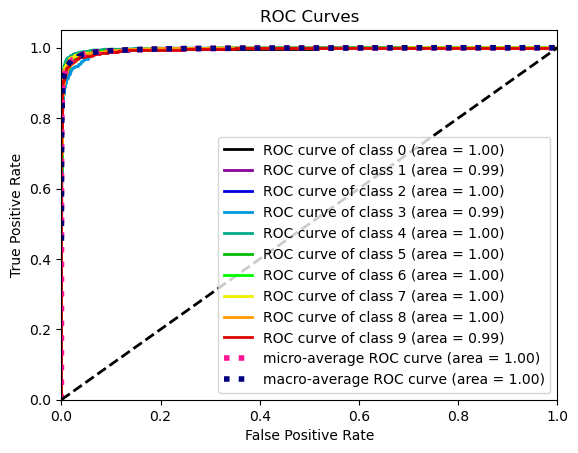 ROC Curves
True Positive Rate
1.0
0.8
0.6
0.4
0.2
0.0
ROC curve of class 0 (area = 1.00)
ROC curve of class 1 (area = 0.99)
ROC curve of class 2 (area = 1.00)
ROC curve of class 3 (area = 0.99)
ROC curve of class 4 (area = 1.00)
ROC curve of class 5 (area = 1.00)
ROC curve of class 6 (area = 1.00)
ROC curve of class 7 (area = 1.00)
ROC curve of class 8 (area = 1.00)
ROC curve of class 9 (area = 0.99)
micro-average ROC curve (area = 1.00)
macro-average ROC curve (area = 1.00)
0.0 0.2 0.4 0.6 0.8 1.0
False Positive Rate